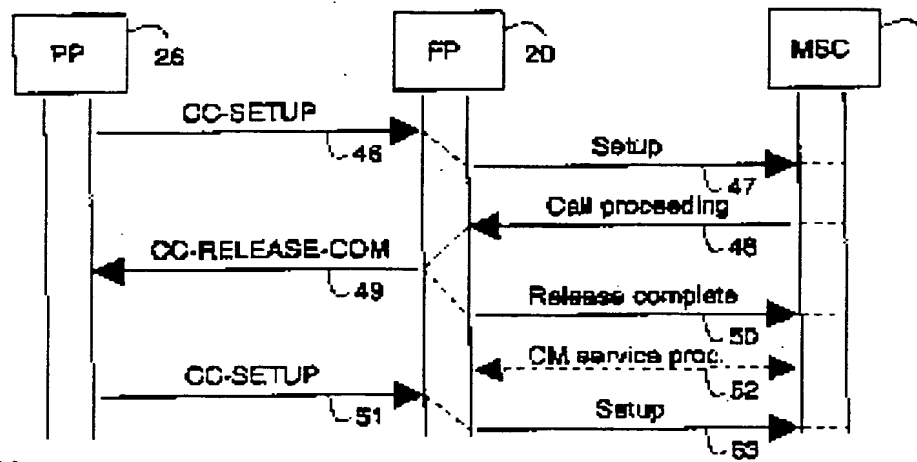 PP
26
FP
20
MSC
CC-SETUP
46
Setup
47
Call proceeding
48
CC-RELEASE-COM
49
Release complete
50
CM service proc.
52
CC-SETUP
51
Setup
53